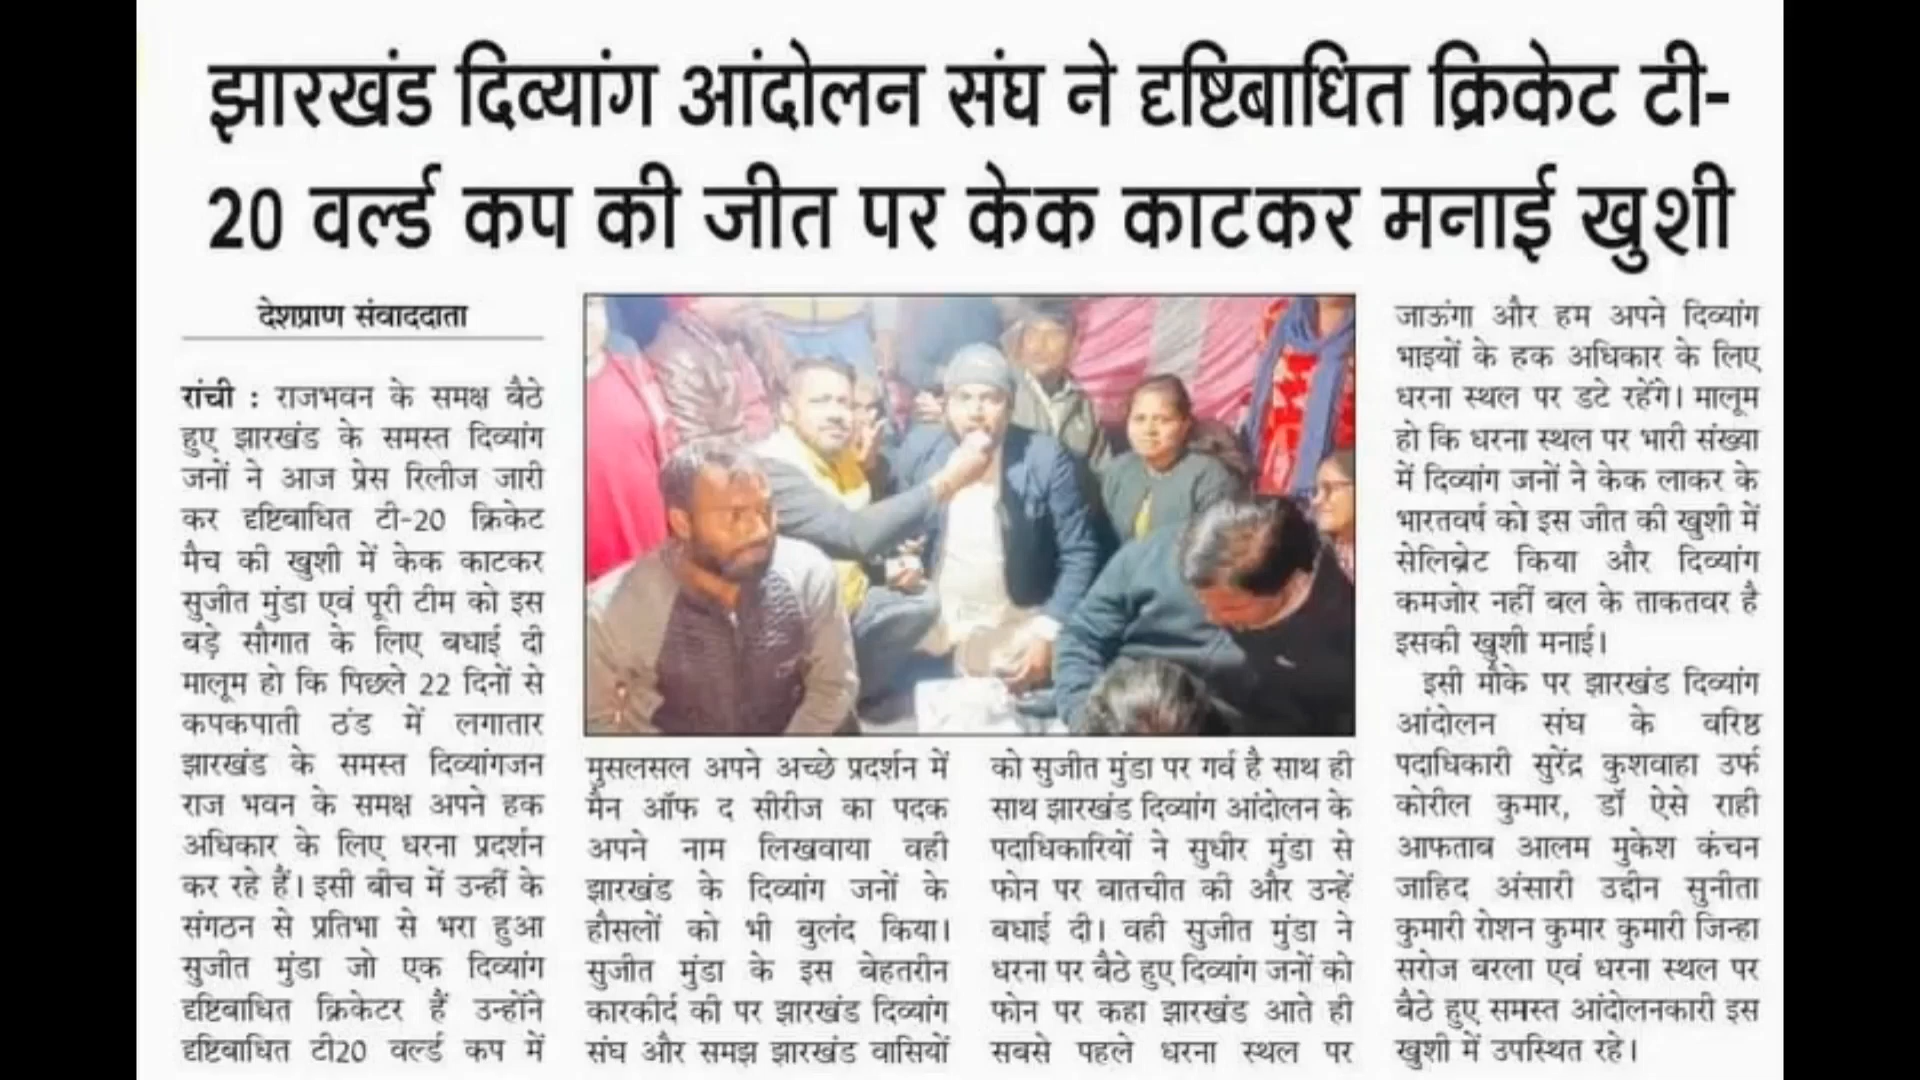 झारखंड दिव्यांग आंदोलन संघ ने दृष्टिबाधित क्रिकेट टी-
20 वर्ल्ड कप की जीत पर केक काटकर मनाई खुशी
देशप्राण संवाददाता
रांची : राजभवन के समक्ष बैठे
हुए झारखंड के समस्त दिव्यांग
जनों ने आज प्रेस रिलीज जारी
कर दृष्टिबाधित टी-20 क्रिकेट
मैच की खुशी में केक काटकर
सुजीत मुंडा एवं पूरी टीम को इस
बड़े सौगात के लिए बधाई दी
मालूम हो कि पिछले 22 दिनों से
कपकपाती ठंड में लगातार
झारखंड के समस्त दिव्यांगजन
राज भवन के समक्ष अपने हक
अधिकार के लिए धरना प्रदर्शन
कर रहे हैं। इसी बीच में उन्हीं के
संगठन से प्रतिभा से भरा हुआ
सुजीत मुंडा जो एक दिव्यांग
दृष्टिबाधित क्रिकेटर हैं उन्होंने
दृष्टिबाधित टी20 वर्ल्ड कप में
मुसलसल अपने अच्छे प्रदर्शन में
मैन ऑफ द सीरीज का पदक
अपने नाम लिखवाया वही
झारखंड के दिव्यांग जनों के
हौसलों को भी बुलंद किया।
सुजीत मुंडा के इस बेहतरीन
कारकीर्द की पर झारखंड दिव्यांग
संघ और समझ झारखंड वासियों
को सुजीत मुंडा पर गर्व है साथ ही
साथ झारखंड दिव्यांग आंदोलन के
पदाधिकारियों ने सुधीर मुंडा से
फोन पर बातचीत की और उन्हें
बधाई दी। वही सुजीत मुंडा ने
धरना पर बैठे हुए दिव्यांग जनों को
फोन पर कहा झारखंड आते ही
सबसे पहले धरना स्थल पर
जाऊंगा और हम अपने दिव्यांग
भाइयों के हक अधिकार के लिए
धरना स्थल पर डटे रहेंगे। मालूम
हो कि धरना स्थल पर भारी संख्या
में दिव्यांग जनों ने केक लाकर के
भारतवर्ष को इस जीत की खुशी में
सेलिब्रेट किया और दिव्यांग
कमजोर नहीं बल के ताकतवर है
इसकी खुशी मनाई।
इसी मौके पर झारखंड दिव्यांग
आंदोलन संघ के वरिष्ठ
पदाधिकारी सुरेंद्र कुशवाहा उर्फ
कोरील कुमार, डॉ ऐसे राही
आफताब आलम मुकेश कंचन
जाहिद अंसारी उद्दीन सुनीता
कुमारी रोशन कुमार कुमारी जिन्हा
सरोज बरला एवं धरना स्थल पर
बैठे हुए समस्त आंदोलनकारी इस
खुशी में उपस्थित रहे।